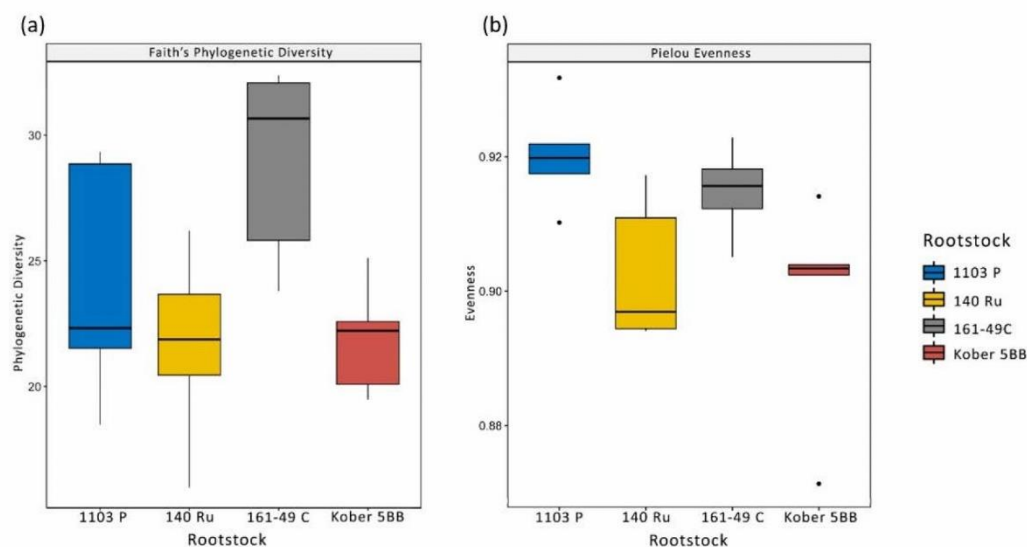 (a)
Faith's Phylogenetic Diversity
Phylogenetic Diversity
30
25
20
1103 P
140 Ru
161-49 C
Kober 5BB
Rootstock
(b)
Pielou Evenness
Evenness
0.92
0.90
0.88
1103 P
140 Ru
161-49 C
Kober 5BB
Rootstock
Rootstock
1103 P
140 Ru
161-49C
Kober 5BB